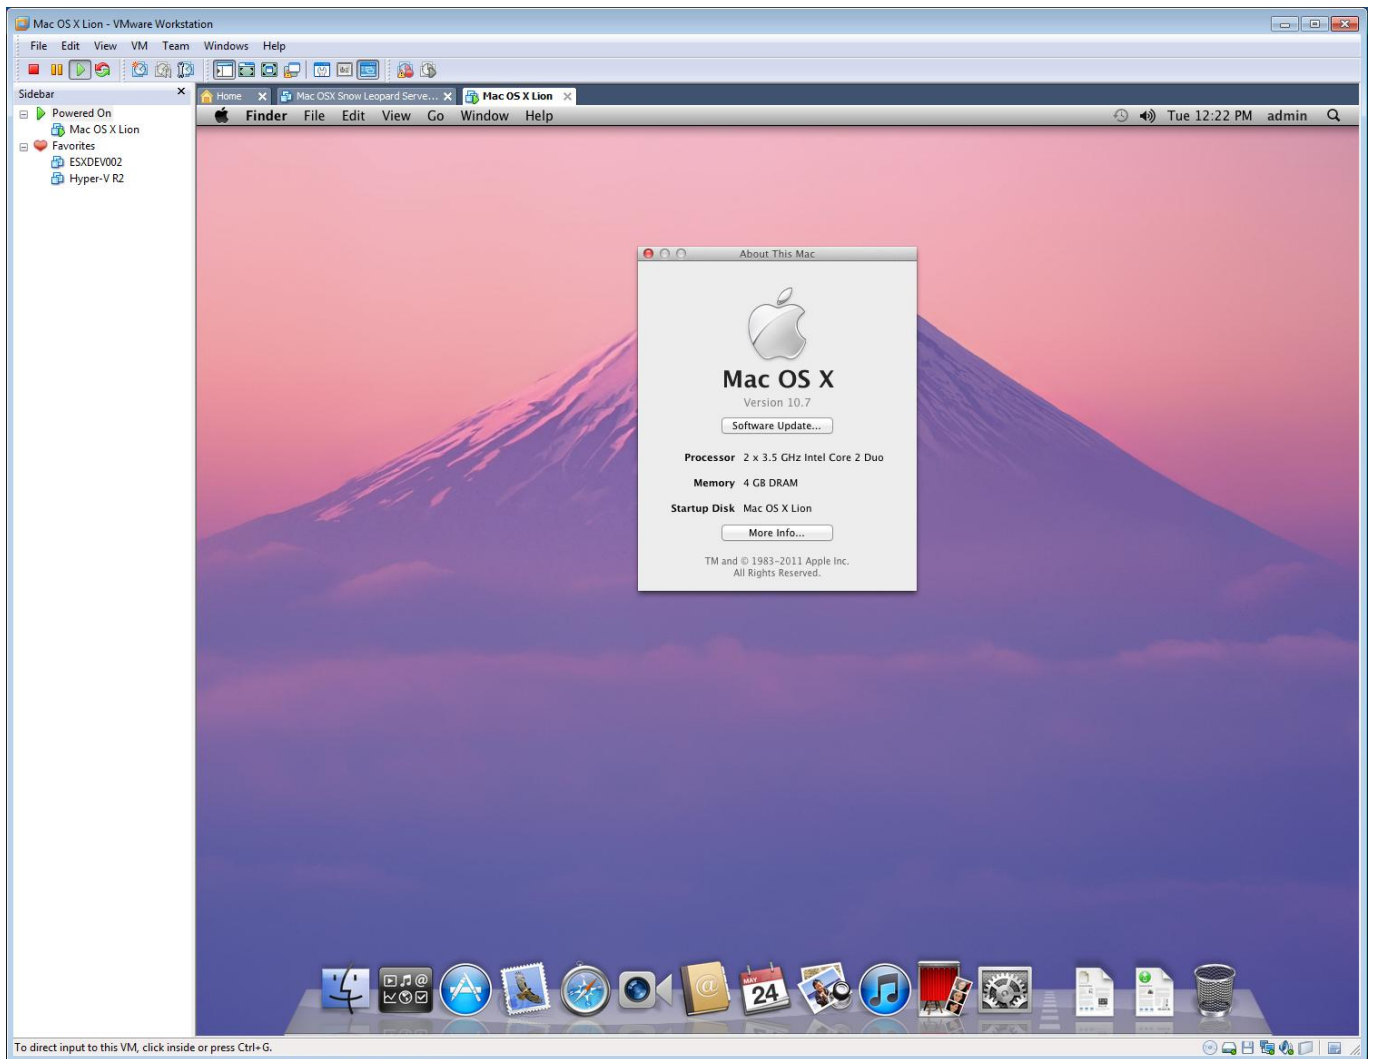 Mac OS X Lion - VMware Workstation
File Edit View VM Team Windows Help
Sidebar
Home
Mac OSX Snow Leopard Serve...
Mac OS X Lion
Powered On
Mac OS X Lion
Favorites
ESXDEV002
Hyper-V R2
Finder File Edit View Go Window Help
Tue 12:22 PM admin
About This Mac
Mac OS X
Version 10.7
Software Update...
Processor 2 x 3.5 GHz Intel Core 2 Duo
Memory 4 GB DRAM
Startup Disk Mac OS X Lion
More Info...
TM and © 1983-2011 Apple Inc.
All Rights Reserved.
MAY
24
To direct input to this VM, click inside or press Ctrl+G.